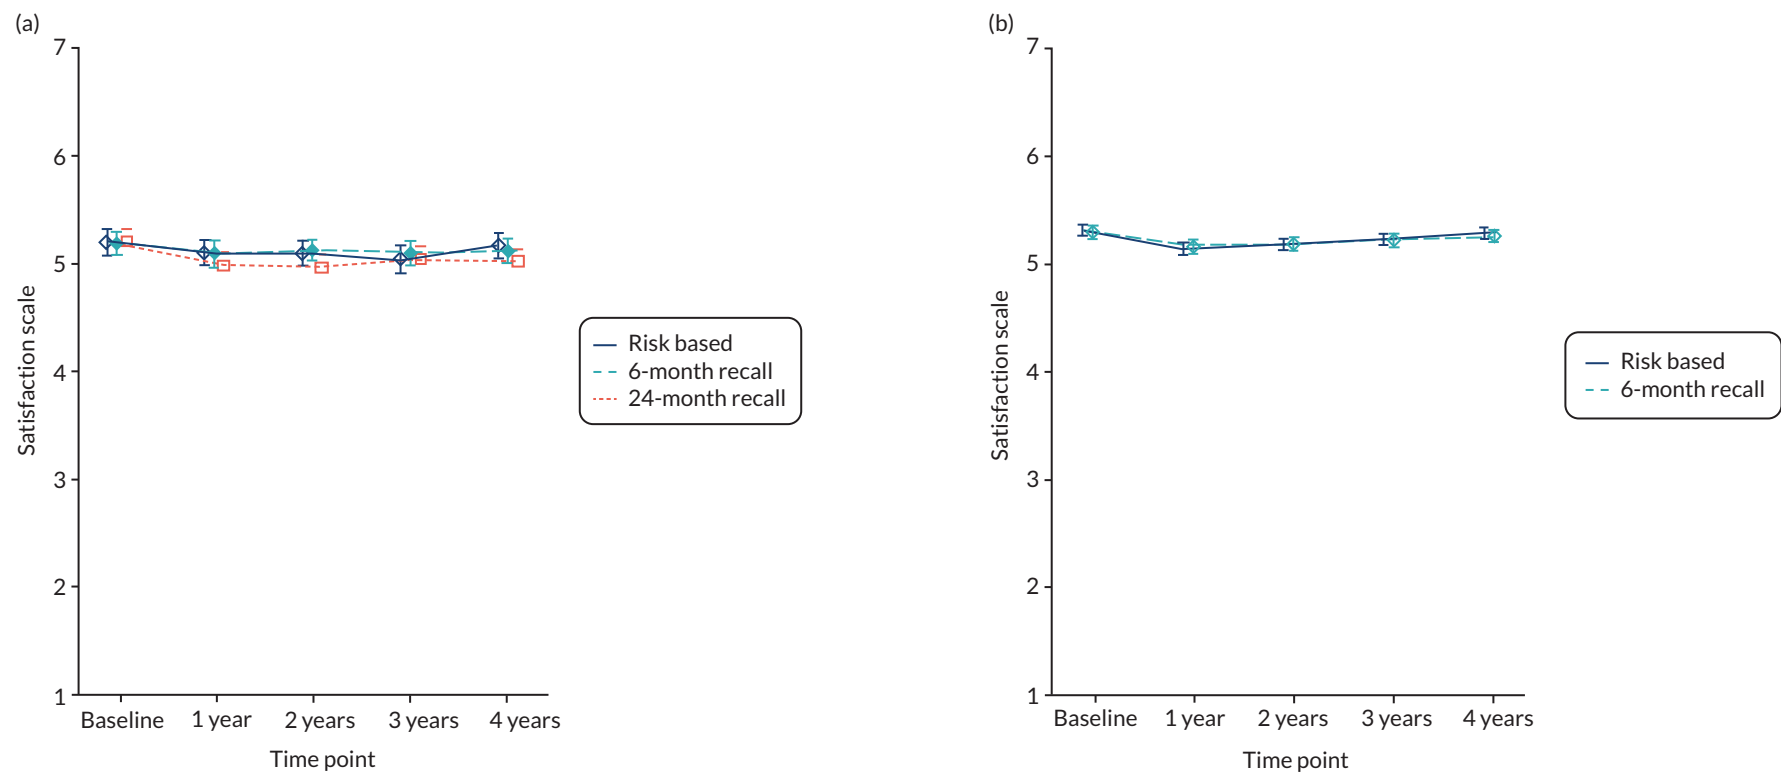 (a)
7
6
5
4
3
2
1
Satisfaction scale
Baseline 1 year 2 years 3 years 4 years
Time point
Risk based
6-month recall
24-month recall
(b)
7
6
5
4
3
2
1
Satisfaction scale
Baseline 1 year 2 years 3 years 4 years
Time point
Risk based
6-month recall